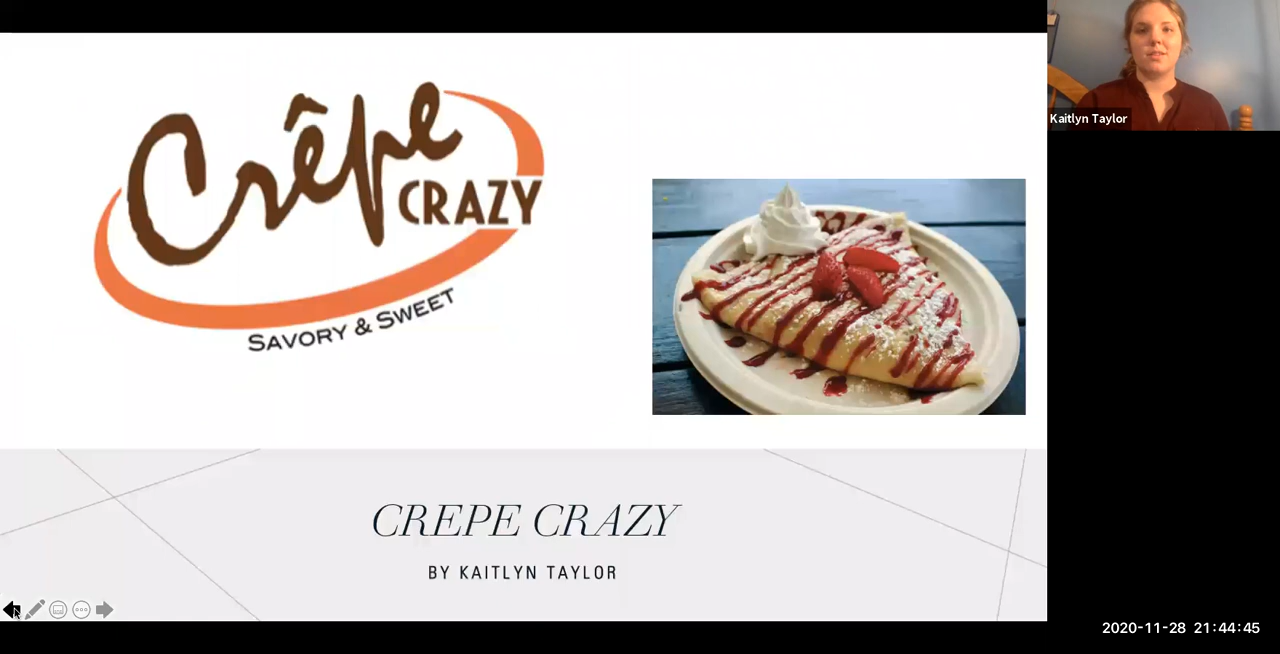 Crêpe
CRAZY
SAVORY & SWEET
CREPE CRAZY
BY KAITLYN TAYLOR
Kaitlyn Taylor
2020-11-28 21:44:45